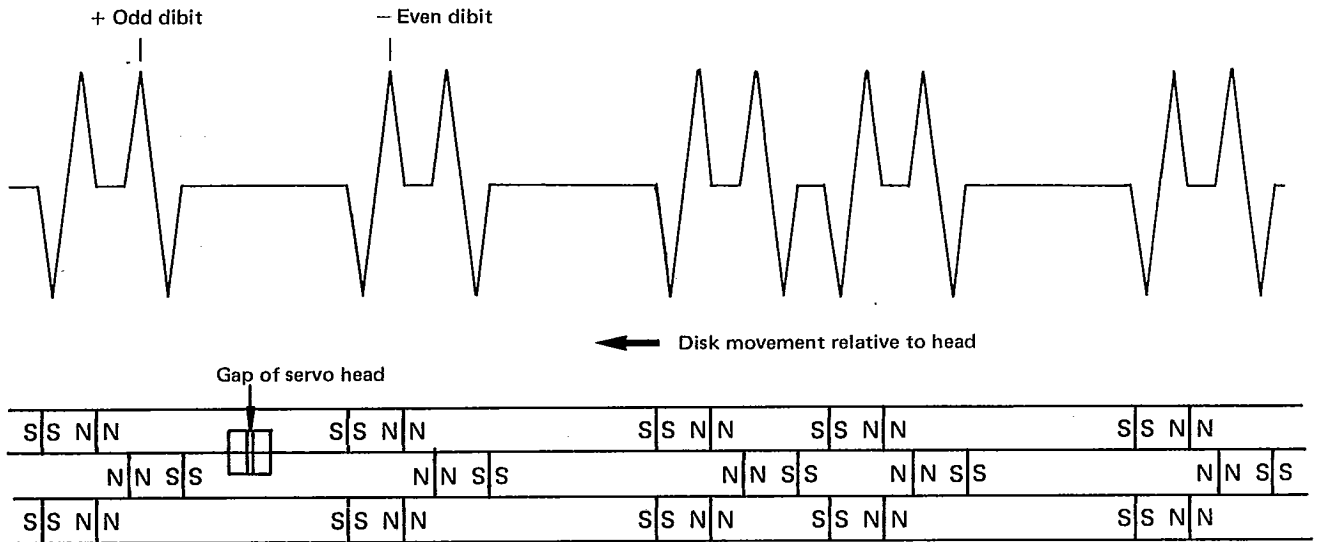 + Odd dibit
− Even dibit
Disk movement relative to head
Gap of servo head
S|S N|N S|S N|N S|S N|N S|S N|N S|S N|N
N|N S|S N|N S|S N|N S|S N|N S|S N|N S|S
S|S N|N S|S N|N S|S N|N S|S N|N S|S N|N